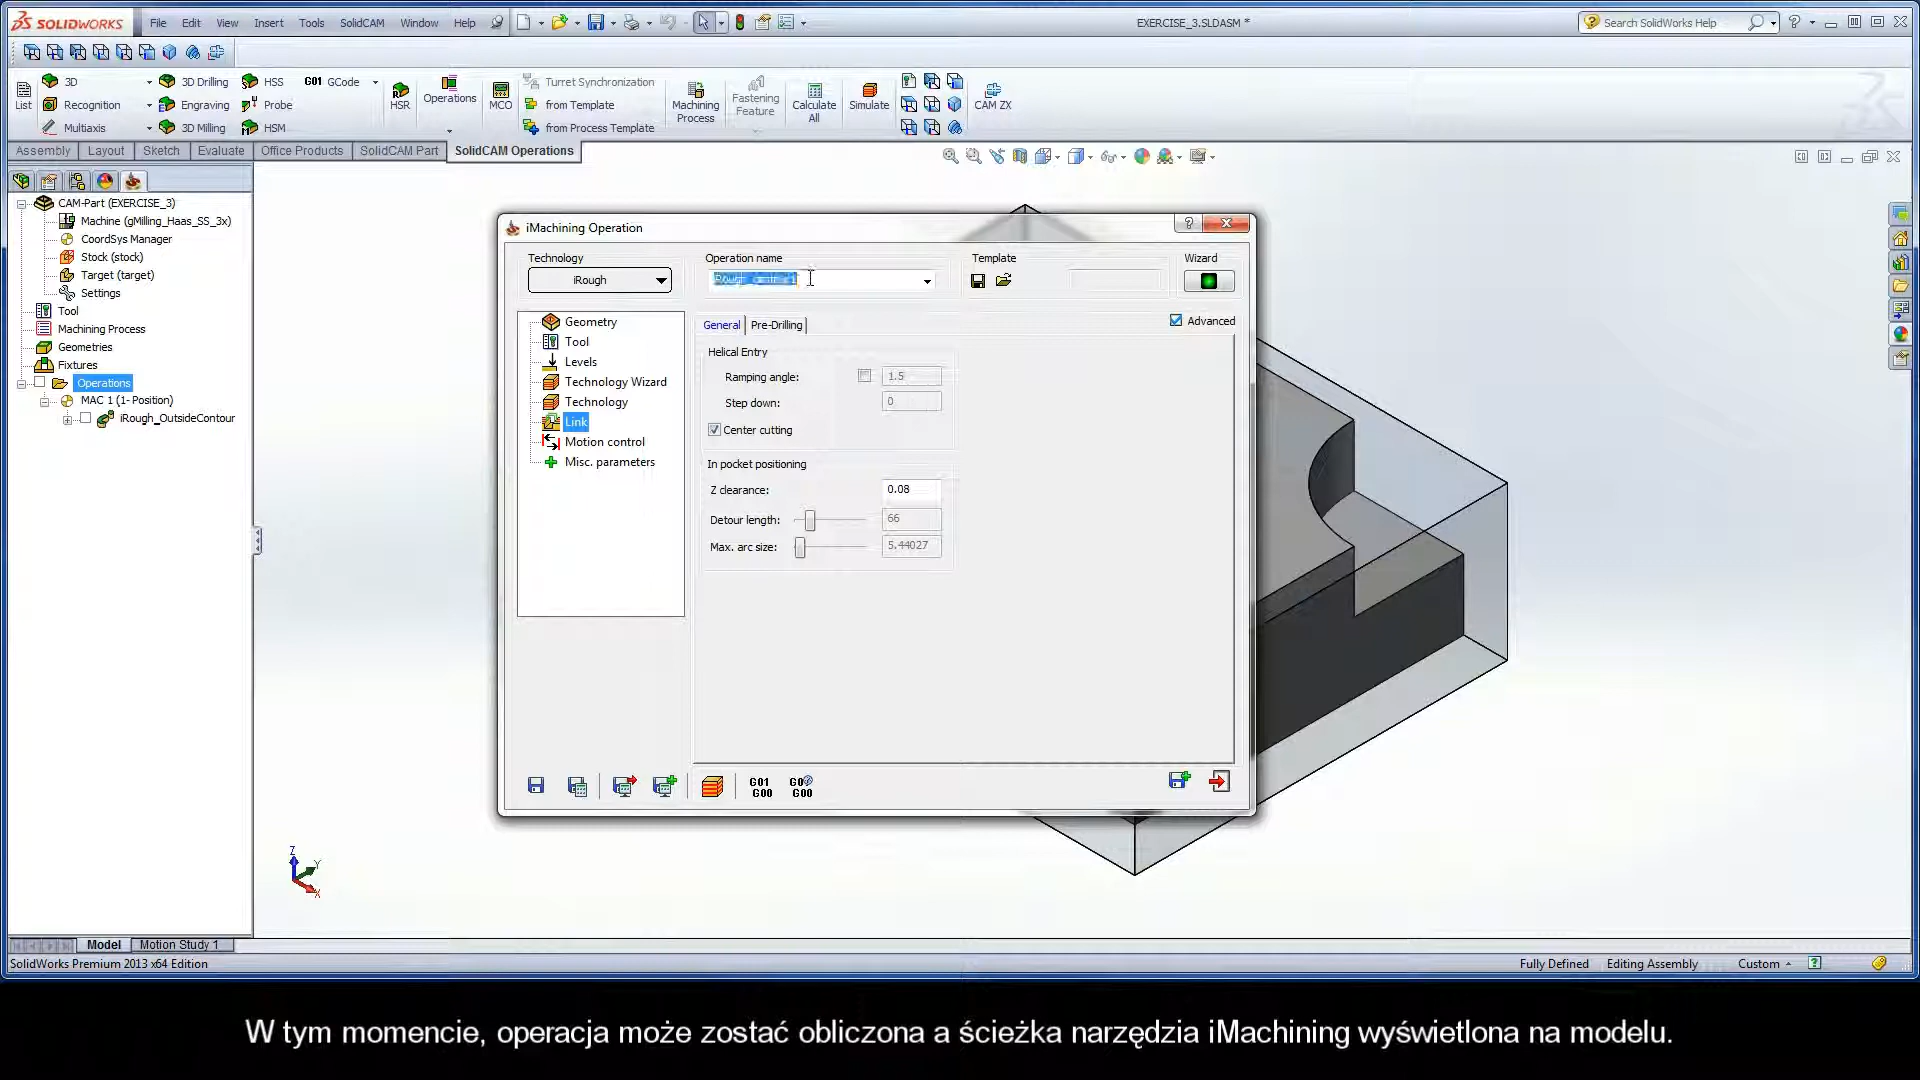 SOLIDWORKS File Edit View Insert Tools SolidCAM Window Help EXERCISE_3.SLDASM * Search SolidWorks Help
3D 3D Drilling HSS G01 GCode Turret Synchronization
List Recognition Engraving Probe HSR Operations MCO from Template Machining Process Fastening Feature Calculate All Simulate CAM ZX
Multiaxis 3D Milling HSM from Process Template
Assembly Layout Sketch Evaluate Office Products SolidCAM Part SolidCAM Operations
CAM-Part (EXERCISE_3)
Machine (gMilling_Haas_SS_3x)
CoordSys Manager
Stock (stock)
Target (target)
Settings
Tool
Machining Process
Geometries
Fixtures
Operations
MAC 1 (1- Position)
iRough_OutsideContour
iMachining Operation
Technology Operation name Template Wizard
iRough
Geometry
Tool
Levels
Technology Wizard
Technology
Link
Motion control
Misc. parameters
General Pre-Drilling Advanced
Helical Entry
Ramping angle: 1.5
Step down: 0
Center cutting
In pocket positioning
Z clearance: 0.08
Detour length: 66
Max. arc size: 5.44027
G01 G00
G00
Z Y X
Model Motion Study 1
SolidWorks Premium 2013 x64 Edition Fully Defined Editing Assembly Custom
W tym momencie, operacja może zostać obliczona a ścieżka narzędzia iMachining wyświetlona na modelu.